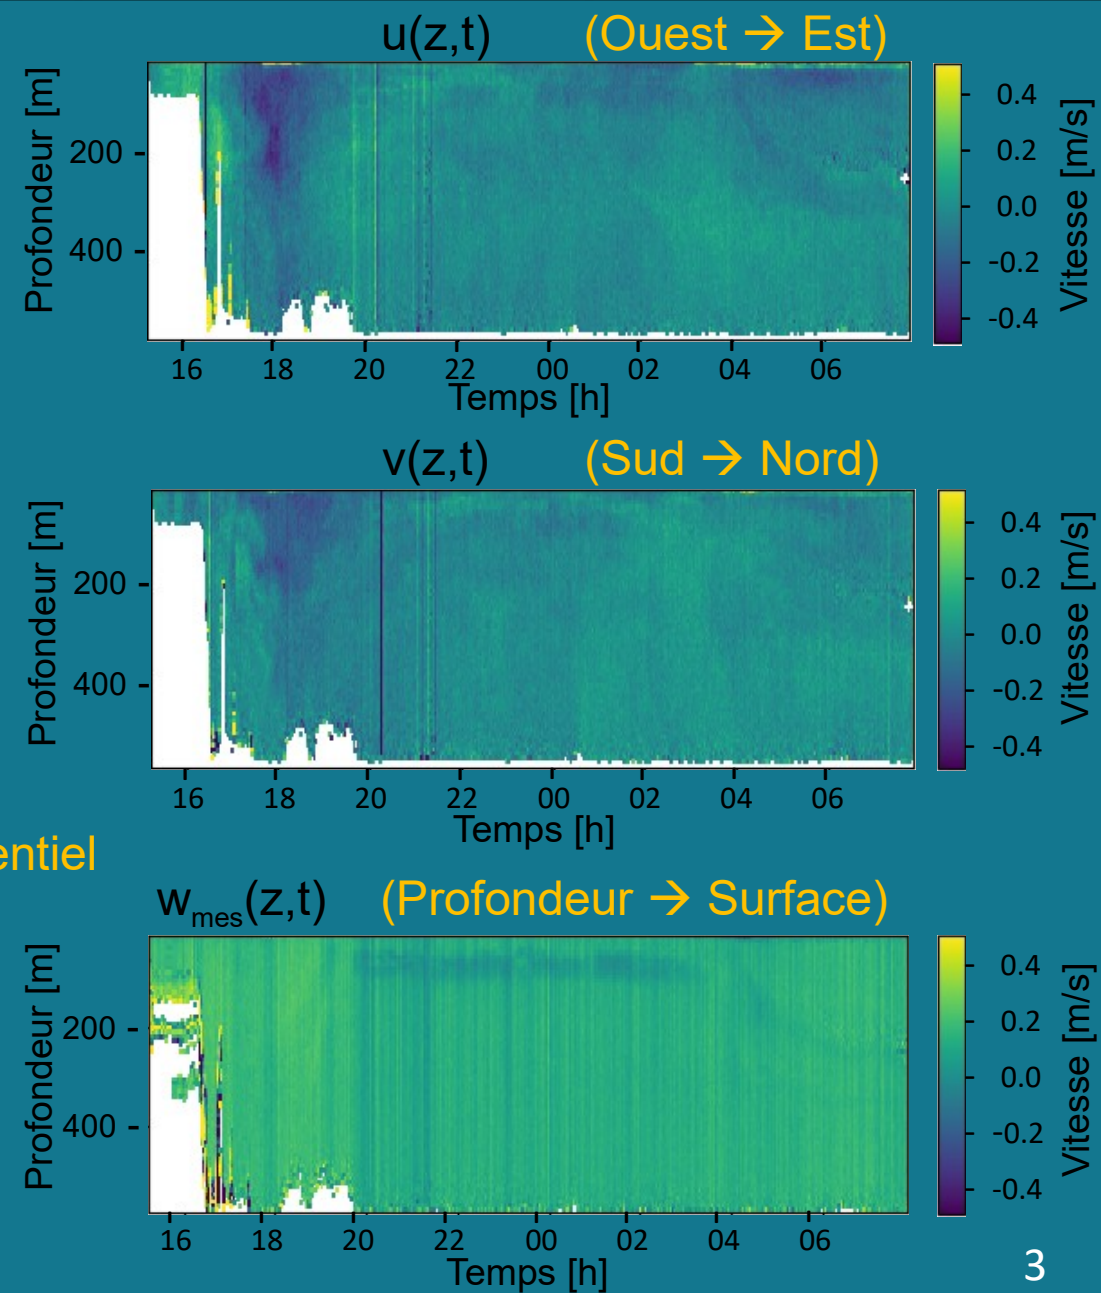 u(z,t) (Ouest → Est)
Profondeur [m]
200
400
16 18 20 22 00 02 04 06
Temps [h]
0.4
0.2
0.0
-0.2
-0.4
Vitesse [m/s]
v(z,t) (Sud → Nord)
Profondeur [m]
200
400
16 18 20 22 00 02 04 06
Temps [h]
0.4
0.2
0.0
-0.2
-0.4
Vitesse [m/s]
entiel
wmes(z,t) (Profondeur → Surface)
Profondeur [m]
200
400
16 18 20 22 00 02 04 06
Temps [h]
0.4
0.2
0.0
-0.2
-0.4
Vitesse [m/s]
3